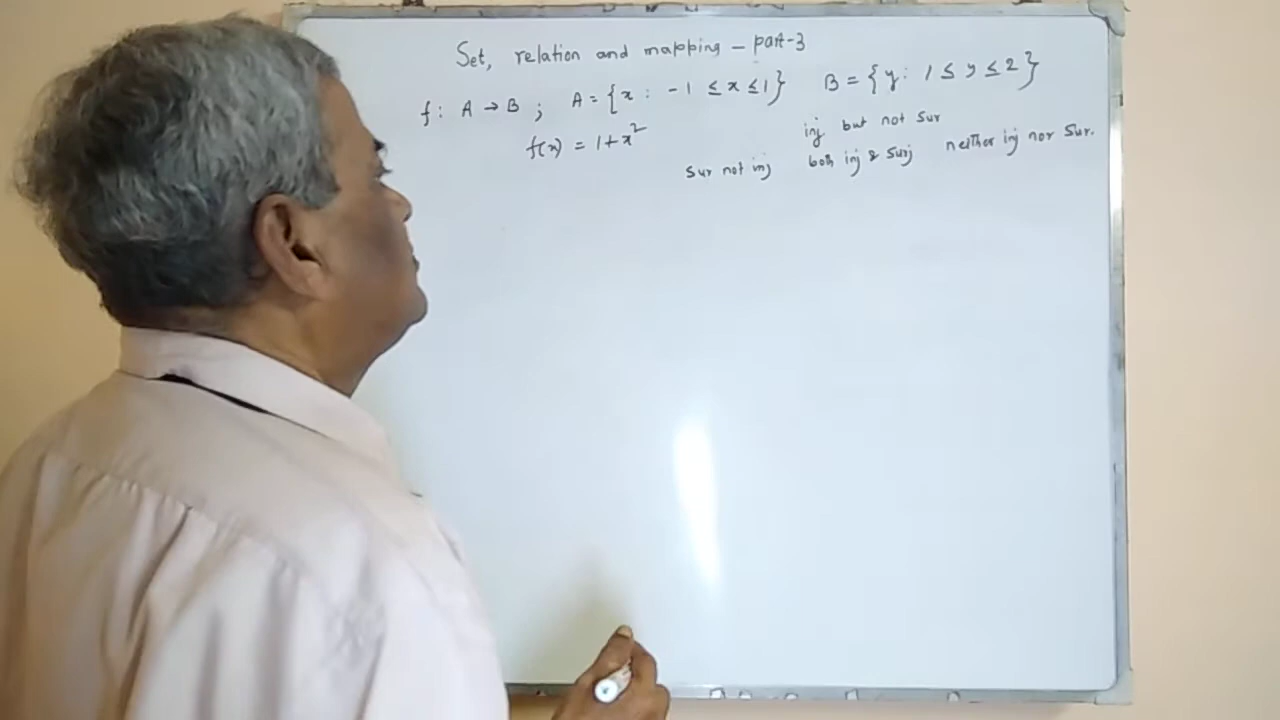 Set, relation and mapping – part-3
f: A → B ; A = {x : -1 ≤ x ≤ 1} B = {y : 1 ≤ y ≤ 2}
f(x) = 1+x² inj but not sur
sur not inj both inj & surj neither inj nor sur.